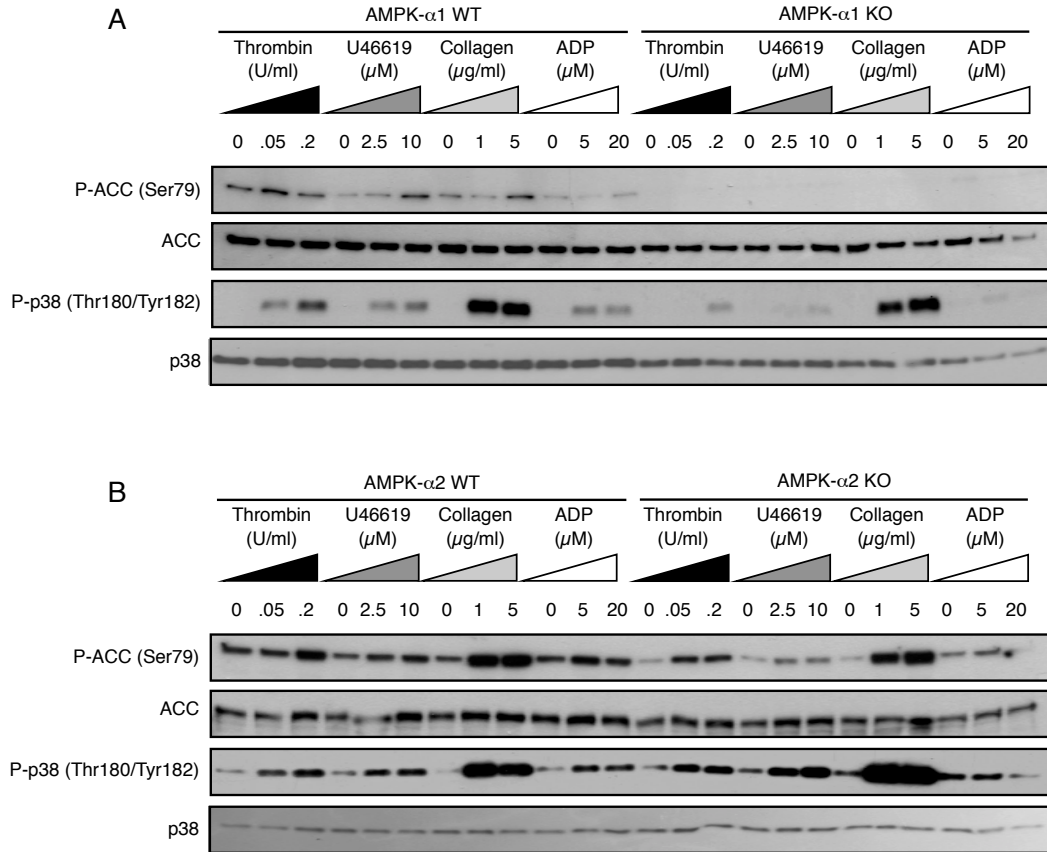 A
AMPK-α1 WT AMPK-α1 KO
Thrombin U46619 Collagen ADP Thrombin U46619 Collagen ADP
(U/ml) (µM) (µg/ml) (µM) (U/ml) (µM) (µg/ml) (µM)
0 .05 .2 0 2.5 10 0 1 5 0 5 20 0 .05 .2 0 2.5 10 0 1 5 0 5 20
P-ACC (Ser79)
ACC
P-p38 (Thr180/Tyr182)
p38
B
AMPK-α2 WT AMPK-α2 KO
Thrombin U46619 Collagen ADP Thrombin U46619 Collagen ADP
(U/ml) (µM) (µg/ml) (µM) (U/ml) (µM) (µg/ml) (µM)
0 .05 .2 0 2.5 10 0 1 5 0 5 20 0 .05 .2 0 2.5 10 0 1 5 0 5 20
P-ACC (Ser79)
ACC
P-p38 (Thr180/Tyr182)
p38